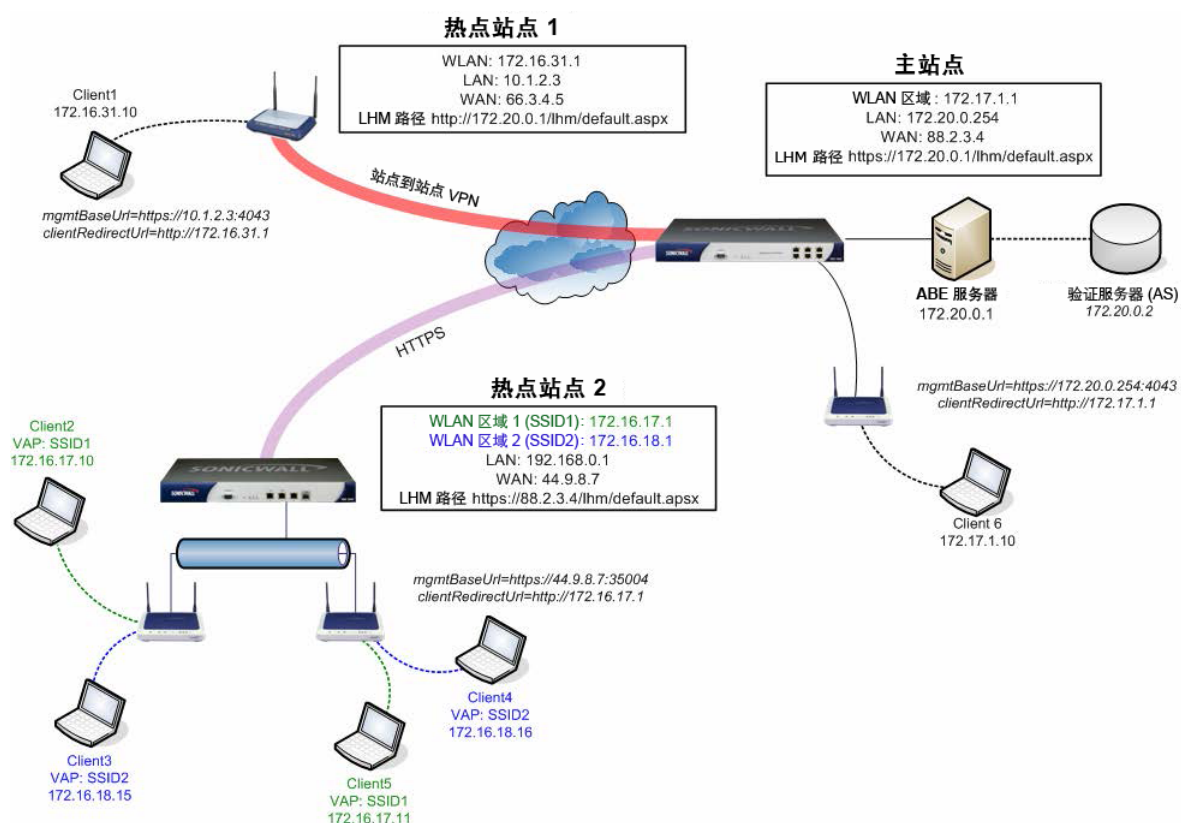 热点站点 1
WLAN: 172.16.31.1
LAN: 10.1.2.3
WAN: 66.3.4.5
LHM 路径 http://172.20.0.1/lhm/default.aspx
主站点
WLAN 区域 : 172.17.1.1
LAN: 172.20.0.254
WAN: 88.2.3.4
LHM 路径 https://172.20.0.1/lhm/default.aspx
Client1
172.16.31.10
mgmtBaseUrl=https://10.1.2.3:4043
clientRedirectUrl=http://172.16.31.1
站点到站点 VPN
SONICWALL
SONICWALL
ABE 服务器
172.20.0.1
验证服务器 (AS)
172.20.0.2
HTTPS
热点站点 2
WLAN 区域 1 (SSID1): 172.16.17.1
WLAN 区域 2 (SSID2): 172.16.18.1
LAN: 192.168.0.1
WAN: 44.9.8.7
LHM 路径 https://88.2.3.4/lhm/default.apsx
mgmtBaseUrl=https://172.20.0.254:4043
clientRedirectUrl=http://172.17.1.1
Client2
VAP: SSID1
172.16.17.10
SONICWALL
SONICWALL
Client 6
172.17.1.10
mgmtBaseUrl=https://44.9.8.7:35004
clientRedirectUrl=http://172.16.17.1
Client4
VAP: SSID2
172.16.18.16
Client3
VAP: SSID2
172.16.18.15
Client5
VAP: SSID1
172.16.17.11